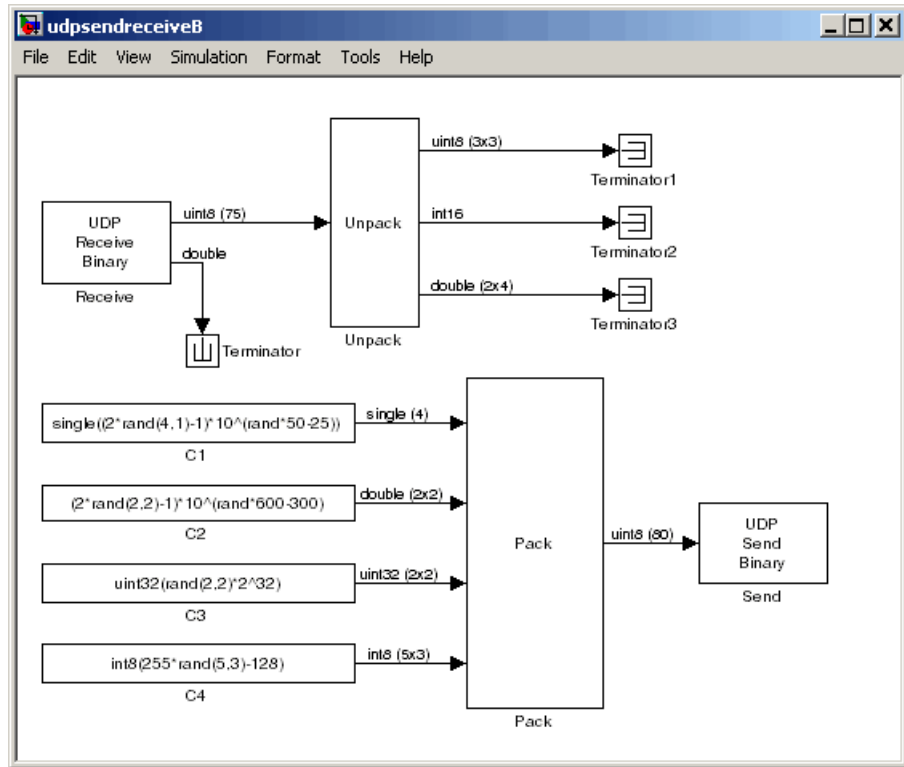 udpsendreceiveB
File Edit View Simulation Format Tools Help
uint8 (3x3)
Terminator1
UDP
Receive
Binary
uint8 (75)
Unpack
int16
double
Terminator2
Receive
double (2x4)
Terminator3
Unpack
Terminator
single((2*rand(4,1)-1)*10^(rand*50-25))
single (4)
C1
(2*rand(2,2)-1)*10^(rand*600-300)
double (2x2)
C2
uint32(rand(2,2)*2^32)
uint32 (2x2)
C3
int8(255*rand(5,3)-128)
int8 (5x3)
C4
Pack
uint8 (80)
UDP
Send
Binary
Send
Pack